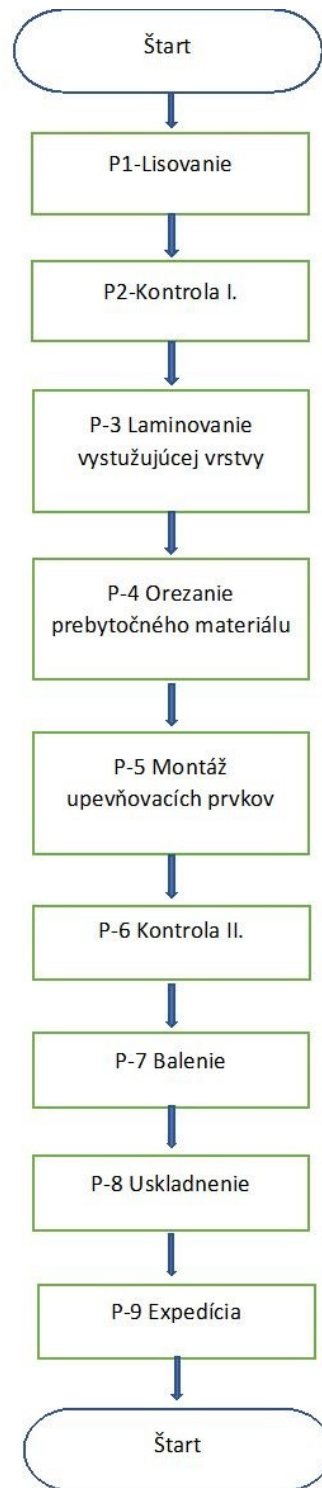 Štart
P1-Lisovanie
P2-Kontrola I.
P-3 Laminovanie
vystužujúcej vrstvy
P-4 Orezanie
prebytočného materiálu
P-5 Montáž
upevňovacích prvkov
P-6 Kontrola II.
P-7 Balenie
P-8 Uskladnenie
P-9 Expedícia
Štart